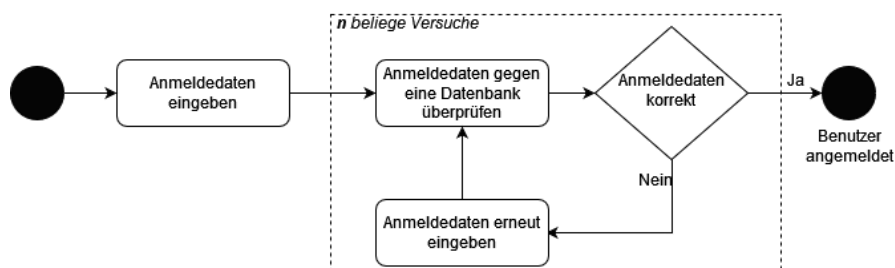 n beliege Versuche
Anmeldedaten
eingeben
Anmeldedaten gegen
eine Datenbank
überprüfen
Anmeldedaten
korrekt
Ja
Benutzer
angemeldet
Nein
Anmeldedaten erneut
eingeben